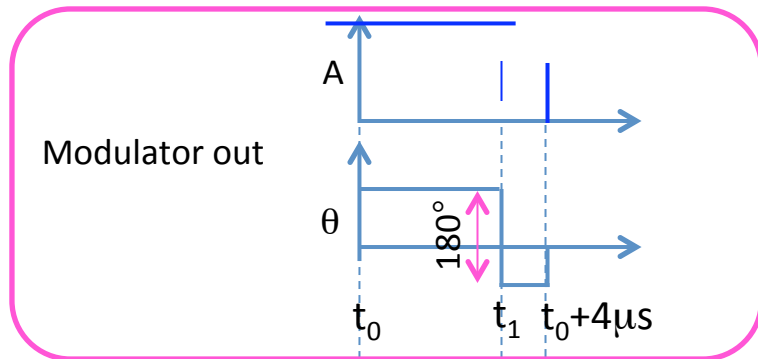 A
Modulator out
θ
180°
t₀
t₁
t₀+4μs